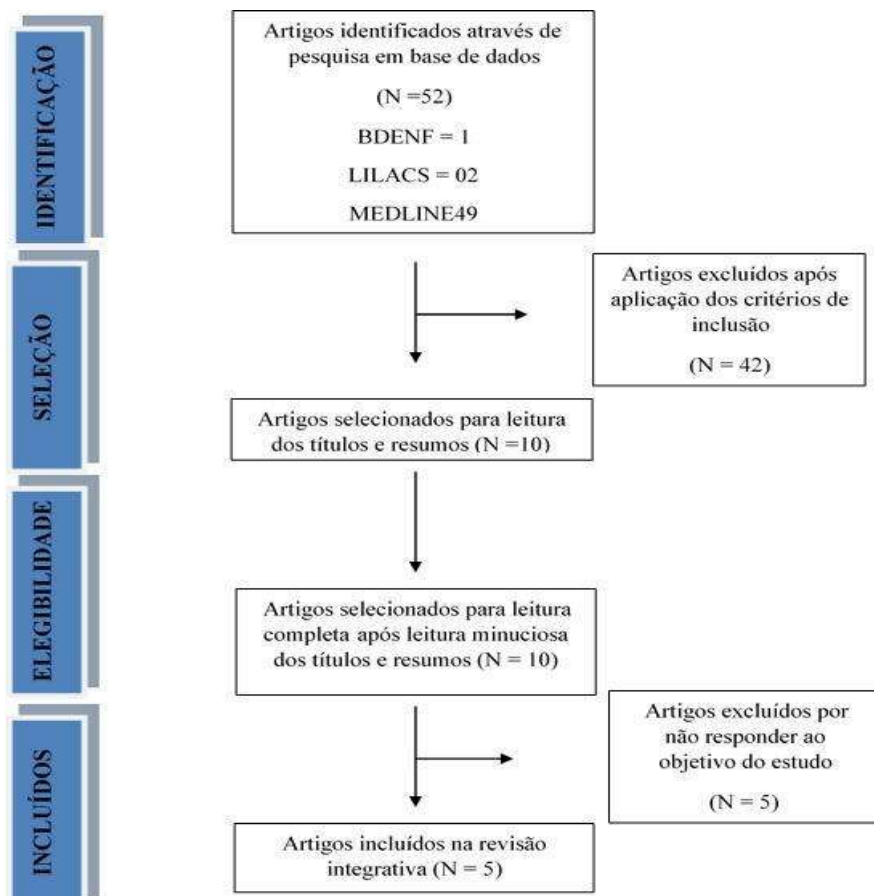 IDENTIFICAÇÃO
Artigos identificados através de
pesquisa em base de dados
(N =52)
BDENF = 1
LILACS = 02
MEDLINE49
SELEÇÃO
Artigos excluídos após
aplicação dos critérios de
inclusão
(N = 42)
Artigos selecionados para leitura
dos títulos e resumos (N =10)
ELEGIBILIDADE
Artigos selecionados para leitura
completa após leitura minuciosa
dos títulos e resumos (N = 10)
INCLUÍDOS
Artigos excluídos por
não responder ao
objetivo do estudo
(N = 5)
Artigos incluídos na revisão
integrativa (N = 5)